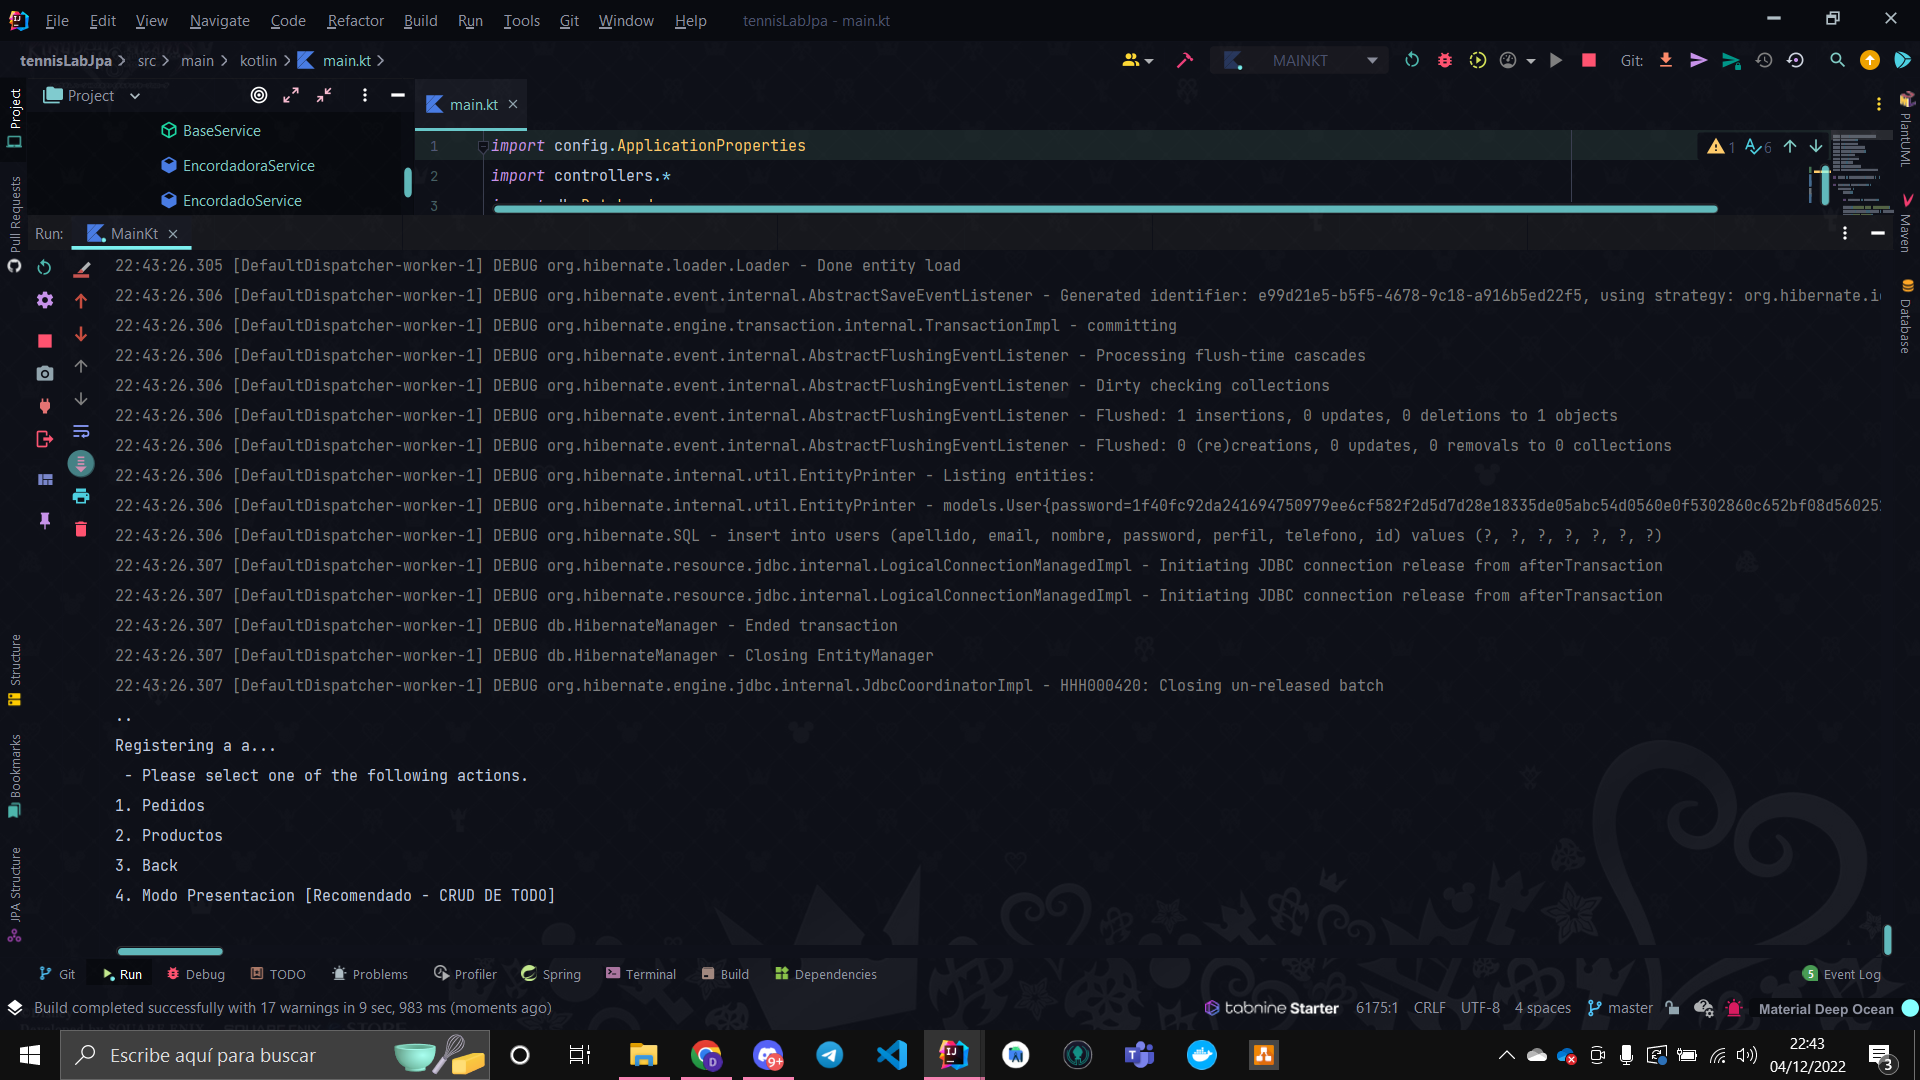 File Edit View Navigate Code Refactor Build Run Tools Git Window Help tennisLabJpa - main.kt
tennisLabJpa src main kotlin main.kt MAINKT Git:
Project
main.kt
BaseService
EncordadoraService
EncordadoService
1 import config.ApplicationProperties
2 import controllers.*
3
1 6
Run: MainKt
22:43:26.305 [DefaultDispatcher-worker-1] DEBUG org.hibernate.loader.Loader - Done entity load
22:43:26.306 [DefaultDispatcher-worker-1] DEBUG org.hibernate.event.internal.AbstractSaveEventListener - Generated identifier: e99d21e5-b5f5-4678-9c18-a916b5ed22f5, using strategy:
22:43:26.306 [DefaultDispatcher-worker-1] DEBUG org.hibernate.engine.transaction.internal.TransactionImpl - committing
22:43:26.306 [DefaultDispatcher-worker-1] DEBUG org.hibernate.event.internal.AbstractFlushingEventListener - Processing flush-time cascades
22:43:26.306 [DefaultDispatcher-worker-1] DEBUG org.hibernate.event.internal.AbstractFlushingEventListener - Dirty checking collections
22:43:26.306 [DefaultDispatcher-worker-1] DEBUG org.hibernate.event.internal.AbstractFlushingEventListener - Flushed: 1 insertions, 0 updates, 0 deletions to 1 objects
22:43:26.306 [DefaultDispatcher-worker-1] DEBUG org.hibernate.event.internal.AbstractFlushingEventListener - Flushed: 0 (re)creations, 0 updates, 0 removals to 0 collections
22:43:26.306 [DefaultDispatcher-worker-1] DEBUG org.hibernate.internal.util.EntityPrinter - Listing entities:
22:43:26.306 [DefaultDispatcher-worker-1] DEBUG org.hibernate.internal.util.EntityPrinter - models.User{password=1f40fc92da241694750979ee6cf582f2d5d7d28e18335de05abc54d0560e0f5302860c652bf08d56025
22:43:26.306 [DefaultDispatcher-worker-1] DEBUG org.hibernate.SQL - insert into users (apellido, email, nombre, password, perfil, telefono, id) values (?, ?, ?, ?, ?, ?, ?)
22:43:26.307 [DefaultDispatcher-worker-1] DEBUG org.hibernate.resource.jdbc.internal.LogicalConnectionManagedImpl - Initiating JDBC connection release from afterTransaction
22:43:26.307 [DefaultDispatcher-worker-1] DEBUG org.hibernate.resource.jdbc.internal.LogicalConnectionManagedImpl - Initiating JDBC connection release from afterTransaction
22:43:26.307 [DefaultDispatcher-worker-1] DEBUG db.HibernateManager - Ended transaction
22:43:26.307 [DefaultDispatcher-worker-1] DEBUG db.HibernateManager - Closing EntityManager
22:43:26.307 [DefaultDispatcher-worker-1] DEBUG org.hibernate.engine.jdbc.internal.JdbcCoordinatorImpl - HHH000420: Closing un-released batch
..
Registering a a...
- Please select one of the following actions.
1. Pedidos
2. Productos
3. Back
4. Modo Presentacion [Recomendado - CRUD DE TODO]
Project
Pull Requests
Structure
Bookmarks
JPA Structure
PlantUML
Maven
Database
Git Run Debug TODO Problems Profiler Spring Terminal Build Dependencies 5 Event Log
Build completed successfully with 17 warnings in 9 sec, 983 ms (moments ago) tabnine Starter 6175:1 CRLF UTF-8 4 spaces master Material Deep Ocean
Escribe aquí para buscar
9+
22:43
04/12/2022
3